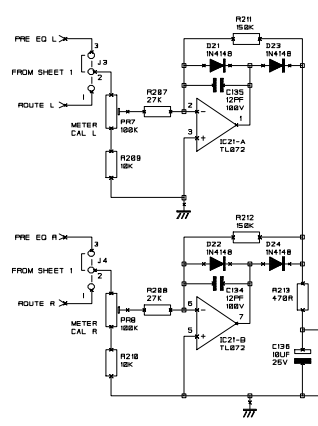 R211
150K
PRE EQ L
3
J3
D21
1N4148
D23
1N4148
FROM SHEET 1
2
C135
12PF
100V
ROUTE L
1
R207
27K
2
1
METER
CAL L
PR7
100K
3
IC21-A
TL072
R209
10K
R212
150K
PRE EQ R
3
J4
D22
1N4148
D24
1N4148
FROM SHEET 1
2
C134
12PF
100V
R213
470R
ROUTE R
1
R208
27K
6
7
METER
CAL R
PR8
100K
5
IC21-B
TL072
C136
10UF
25V
R210
10K